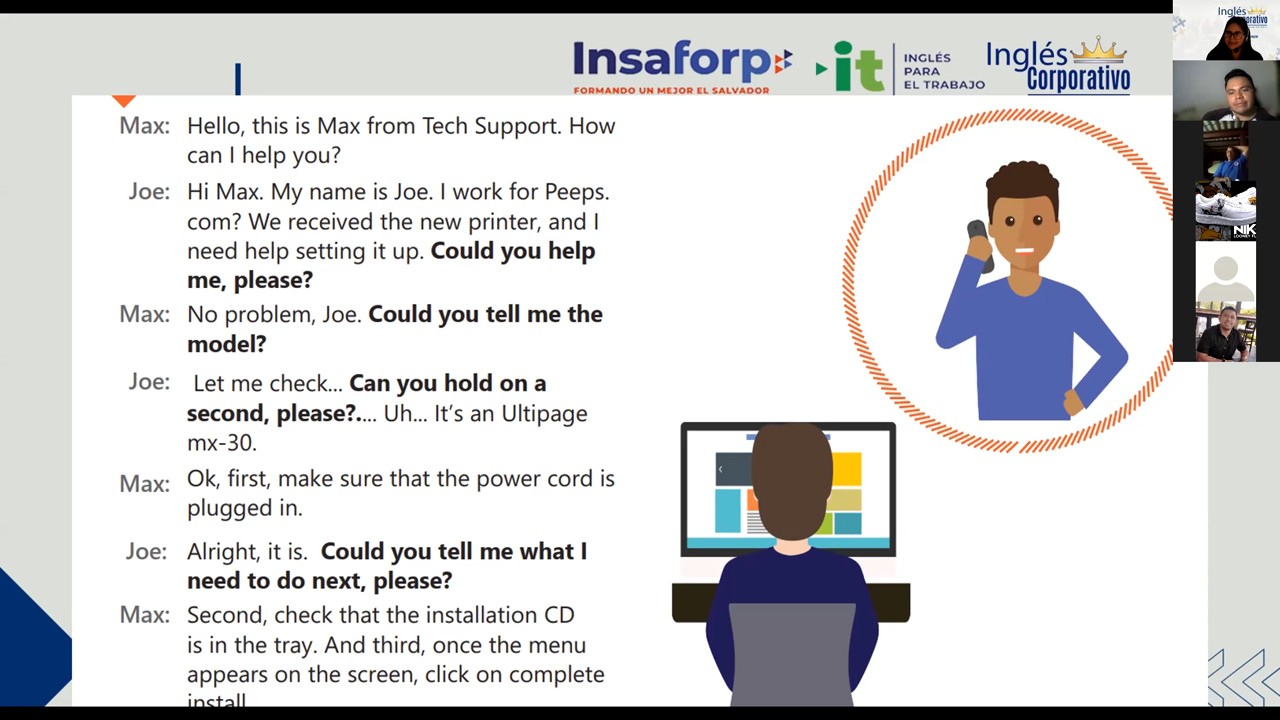 Insaforp
FORMANDO UN MEJOR EL SALVADOR
it
INGLÉS
PARA
EL TRABAJO
Inglés
Corporativo
Inglés
Corporativo
Max: Hello, this is Max from Tech Support. How
can I help you?
Joe: Hi Max. My name is Joe. I work for Peeps.
com? We received the new printer, and I
need help setting it up. Could you help
me, please?
Max: No problem, Joe. Could you tell me the
model?
Joe: Let me check... Can you hold on a
second, please?.... Uh... It’s an Ultipage
mx-30.
Max: Ok, first, make sure that the power cord is
plugged in.
Joe: Alright, it is. Could you tell me what I
need to do next, please?
Max: Second, check that the installation CD
is in the tray. And third, once the menu
appears on the screen, click on complete
install
NIK